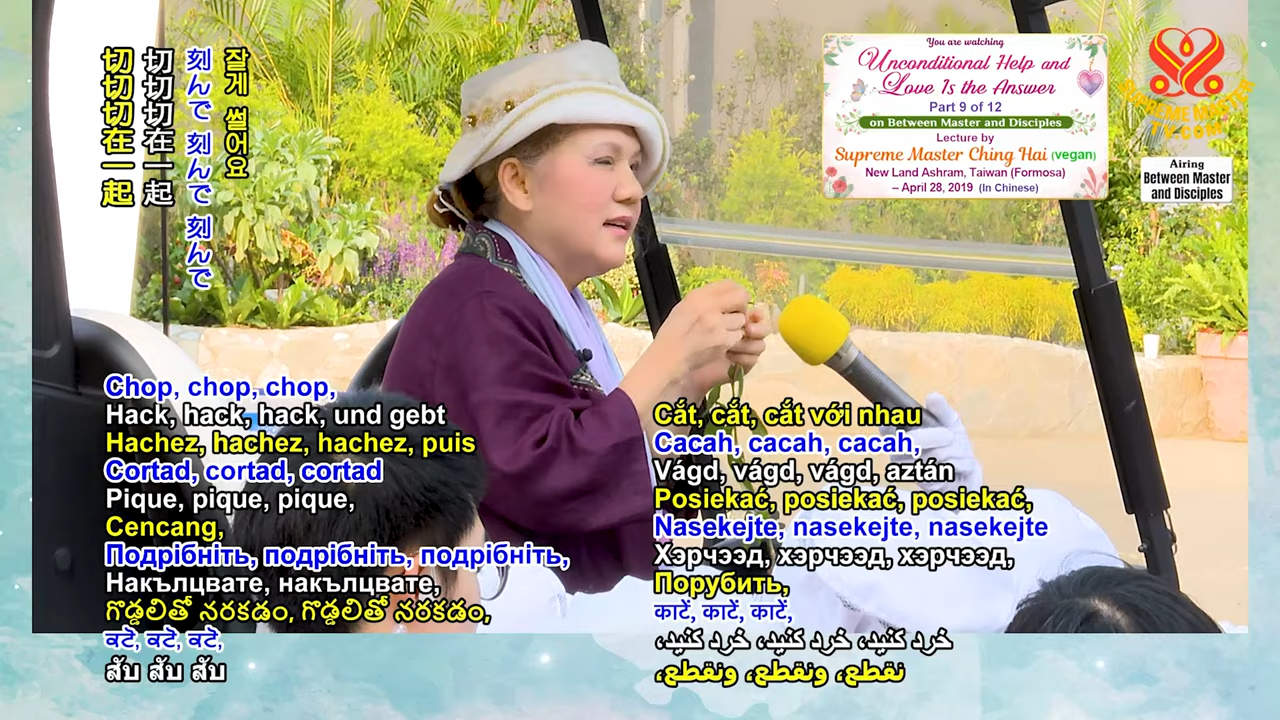 You are watching
Unconditional Help and
Love Is the Answer
Part 9 of 12
on Between Master and Disciples
Lecture by
Supreme Master Ching Hai (vegan)
New Land Ashram, Taiwan (Formosa)
– April 28, 2019 (In Chinese)
SUPREME MASTER
TV.COM
Airing
Between Master
and Disciples
잘게 썰어요
刻んで 刻んで 刻んで
切切切在一起
切切切在一起
Chop, chop, chop,
Hack, hack, hack, und gebt
Hachez, hachez, hachez, puis
Cortad, cortad, cortad
Pique, pique, pique,
Cencang,
Подрібніть, подрібніть, подрібніть,
Накълцвате, накълцвате,
గొడ్డలితో నరకడం, గొడ్డలితో నరకడం,
ਕਟੋ, ਕਟੋ, ਕਟੋ,
สับ สับ สับ
Cắt, cắt, cắt với nhau
Cacah, cacah, cacah,
Vágd, vágd, vágd, aztán
Posiekać, posiekać, posiekać,
Nasekejte, nasekejte, nasekejte
Хэрчээд, хэрчээд, хэрчээд,
Порубить,
काटें, काटें, काटें,
خرد کنید، خرد کنید، خرد کنید،
نقطع، ونقطع، ونقطع،